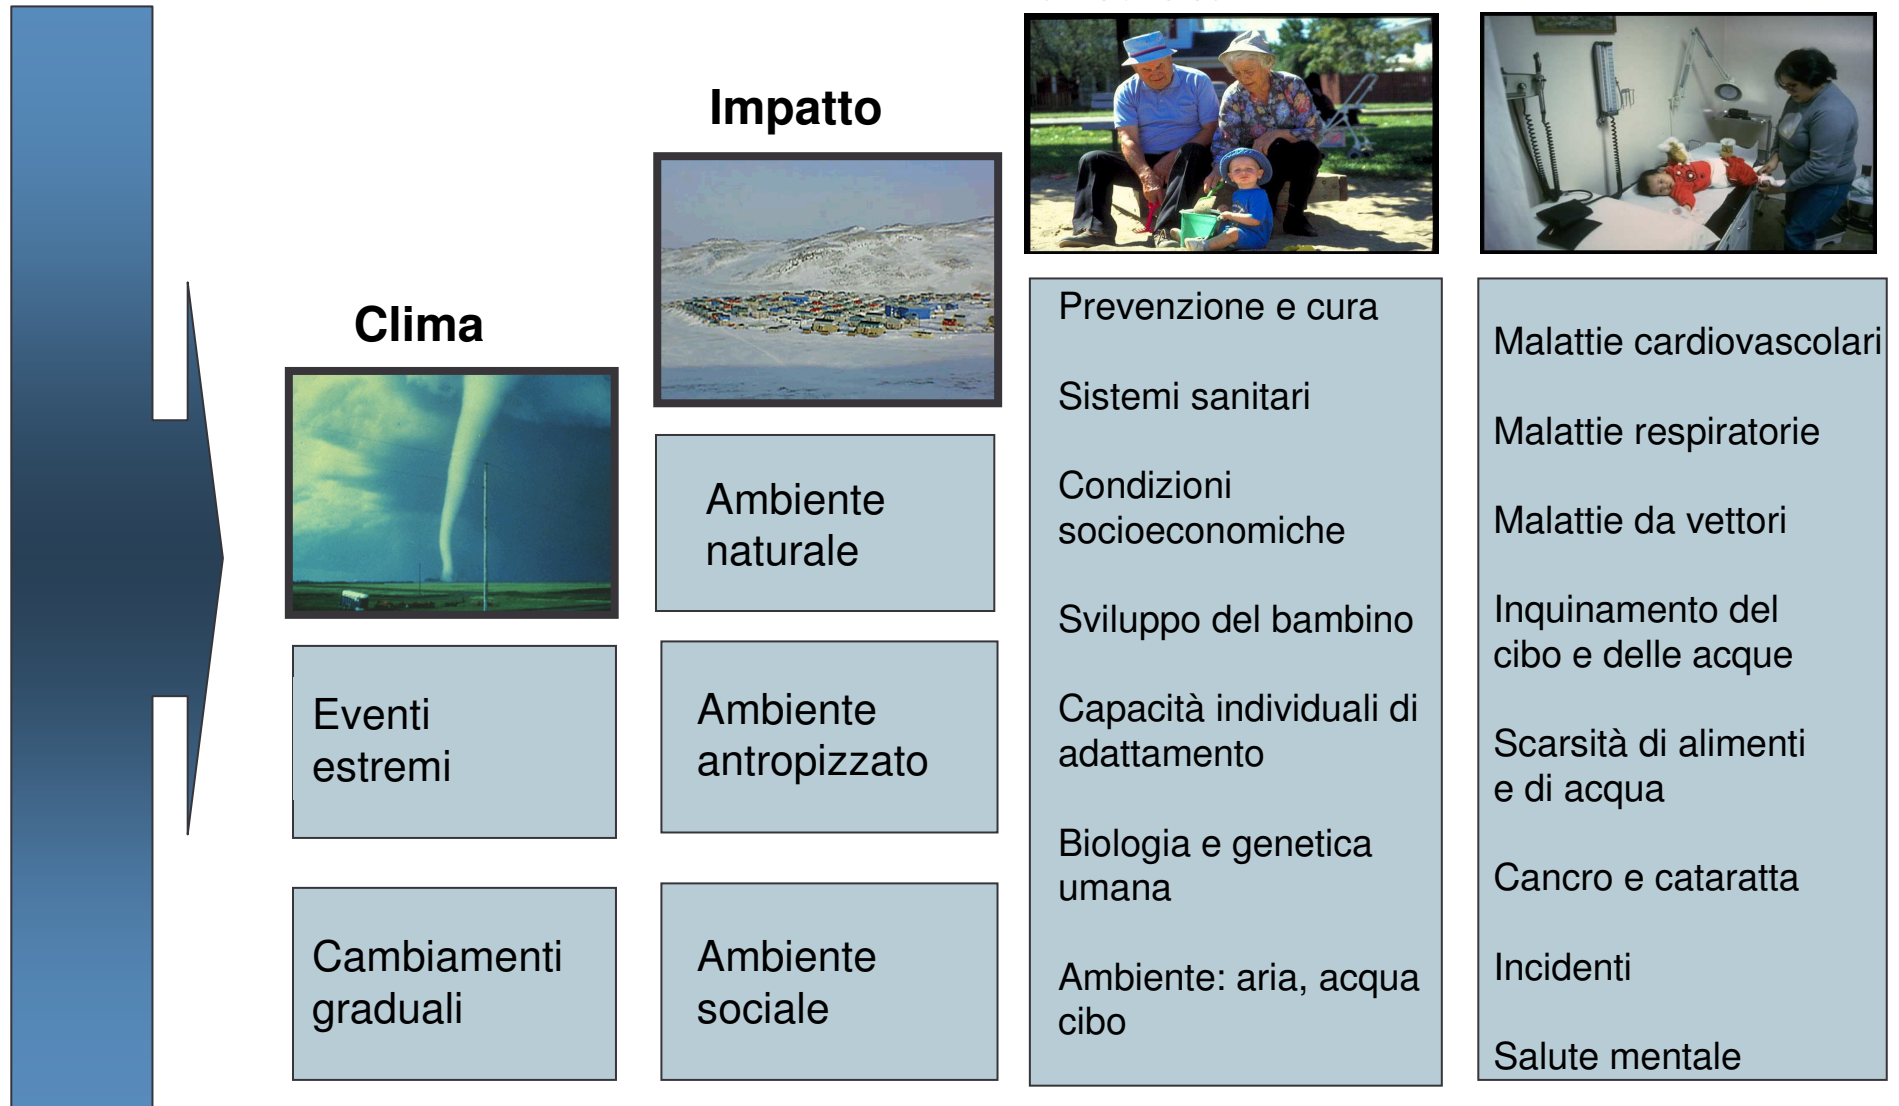 Impatto
Clima
Eventi
estremi
Cambiamenti
graduali
Ambiente
naturale
Ambiente
antropizzato
Ambiente
sociale
Prevenzione e cura
Sistemi sanitari
Condizioni
socioeconomiche
Sviluppo del bambino
Capacità individuali di
adattamento
Biologia e genetica
umana
Ambiente: aria, acqua
cibo
Malattie cardiovascolari
Malattie respiratorie
Malattie da vettori
Inquinamento del
cibo e delle acque
Scarsità di alimenti
e di acqua
Cancro e cataratta
Incidenti
Salute mentale